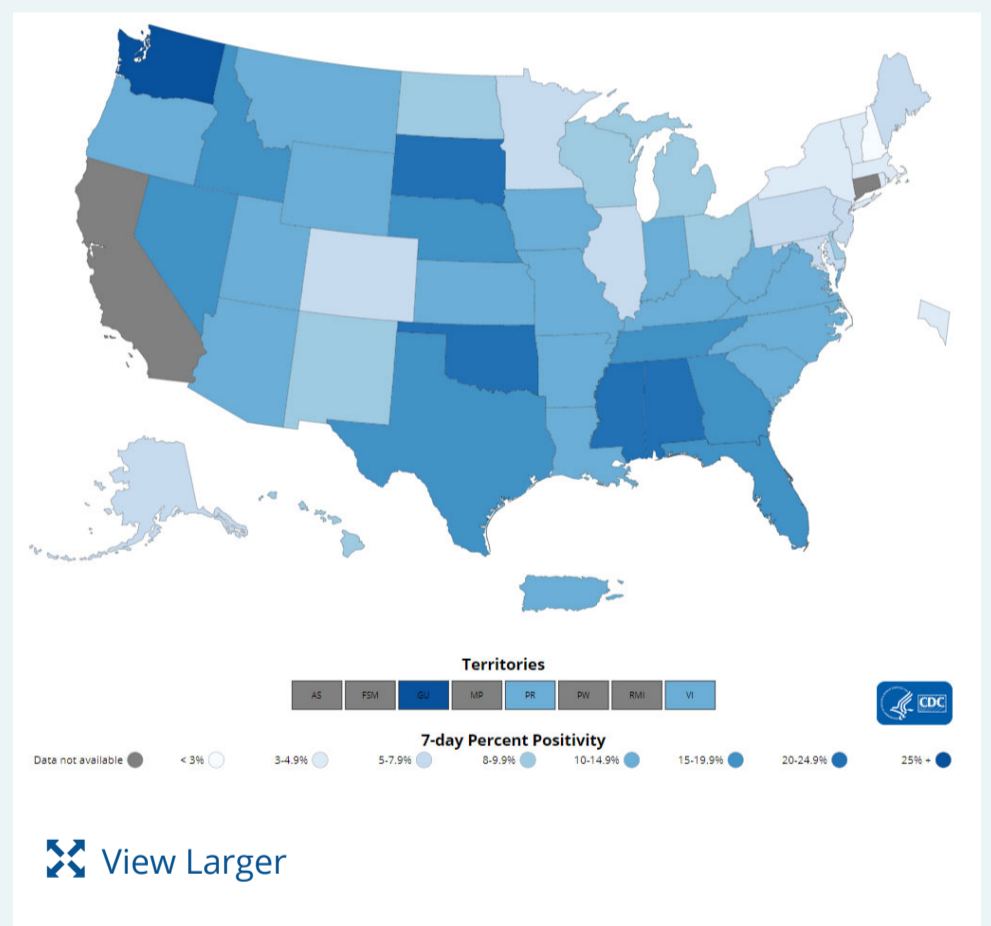 Territories
AS FSM GU MP PR PW RMI VI
CDC
7-day Percent Positivity
Data not available < 3% 3-4.9% 5-7.9% 8-9.9% 10-14.9% 15-19.9% 20-24.9% 25% +
View Larger